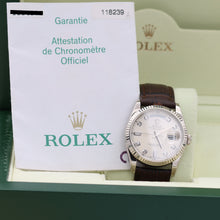 Garantie
118239
Attestation
de Chronomètre
Officiel
ROLEX
ROLEX